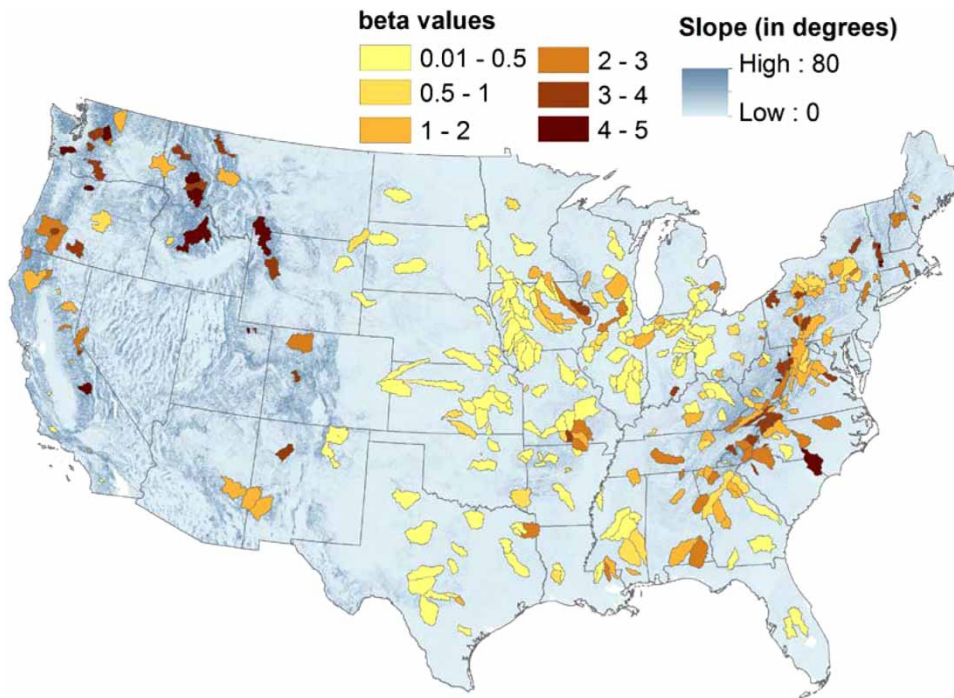 beta values
0.01 - 0.5
0.5 - 1
1 - 2
2 - 3
3 - 4
4 - 5
Slope (in degrees)
High : 80
Low : 0